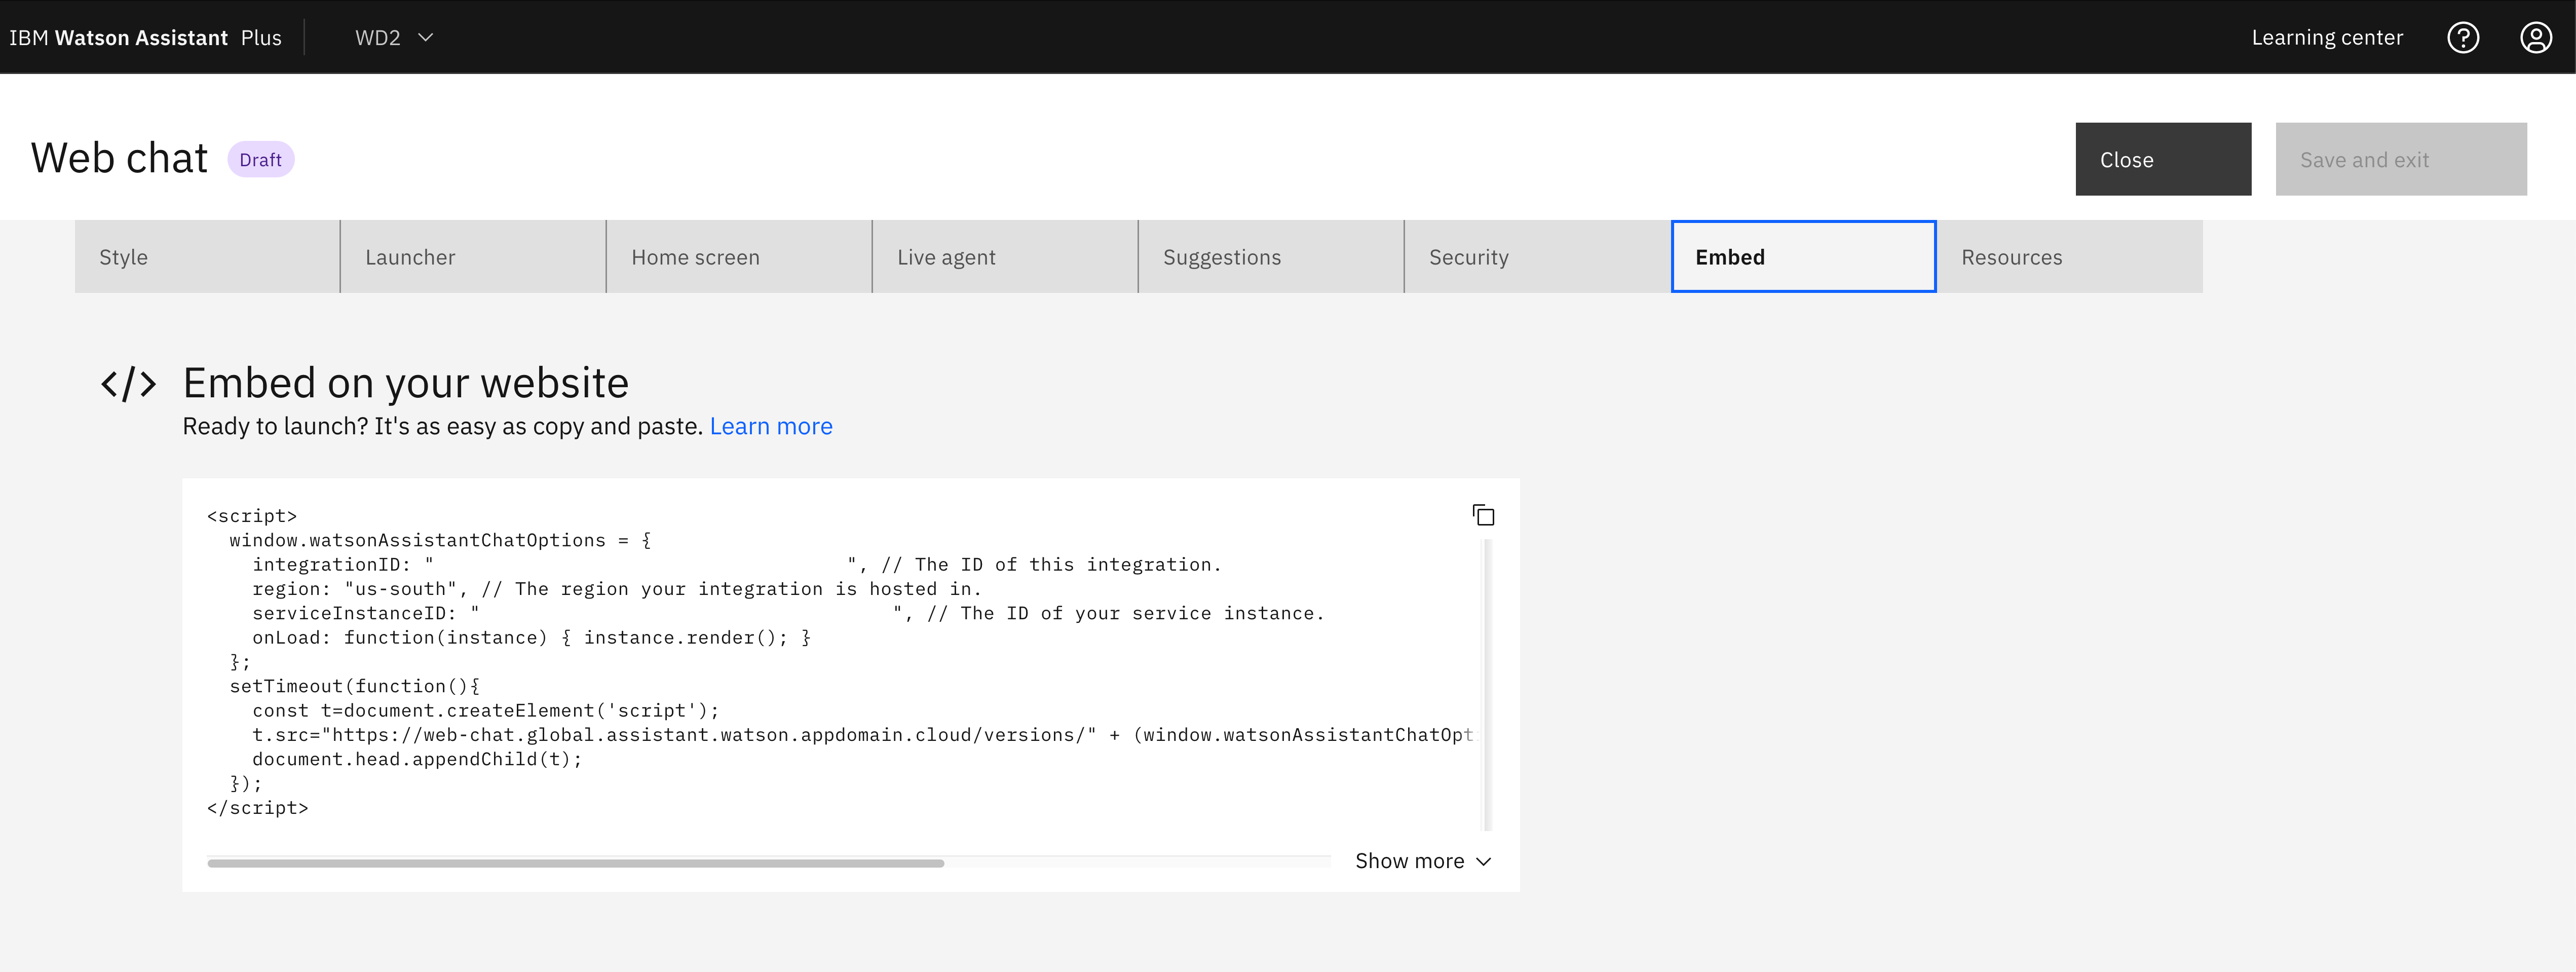 IBM Watson Assistant Plus WD2 Learning center
Web chat Draft Close Save and exit
Style Launcher Home screen Live agent Suggestions Security Embed Resources
</> Embed on your website
Ready to launch? It's as easy as copy and paste. Learn more
<script>
window.watsonAssistantChatOptions = {
integrationID: " ", // The ID of this integration.
region: "us-south", // The region your integration is hosted in.
serviceInstanceID: " ", // The ID of your service instance.
onLoad: function(instance) { instance.render(); }
};
setTimeout(function(){
const t=document.createElement('script');
t.src="https://web-chat.global.assistant.watson.appdomain.cloud/versions/" + (window.watsonAssistantChatOpt
document.head.appendChild(t);
});
</script>
Show more